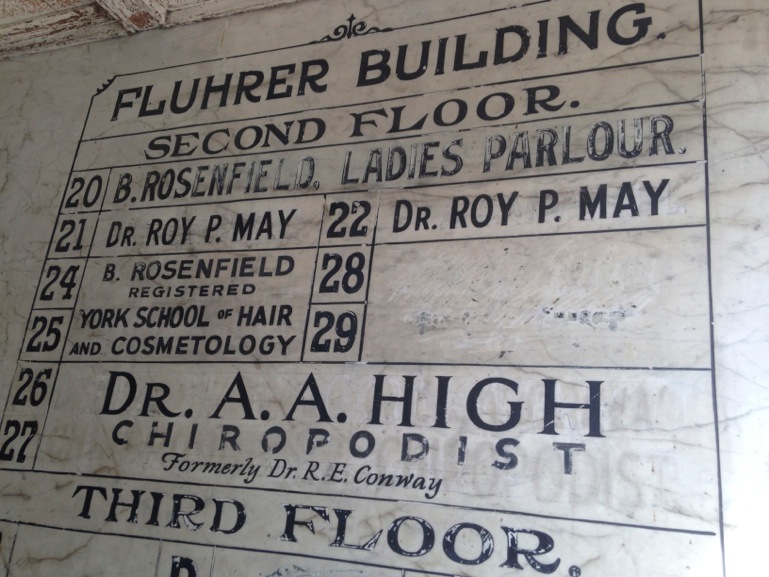 FLUHRER BUILDING.
SECOND FLOOR.
20 B. ROSENFIELD. LADIES PARLOUR.
21 DR. ROY P. MAY 22 DR. ROY P. MAY
24 B. ROSENFIELD REGISTERED 28
25 YORK SCHOOL OF HAIR AND COSMETOLOGY 29
26 DR. A. A. HIGH
27 CHIROPODIST
Formerly Dr. R. E. Conway
THIRD FLOOR.